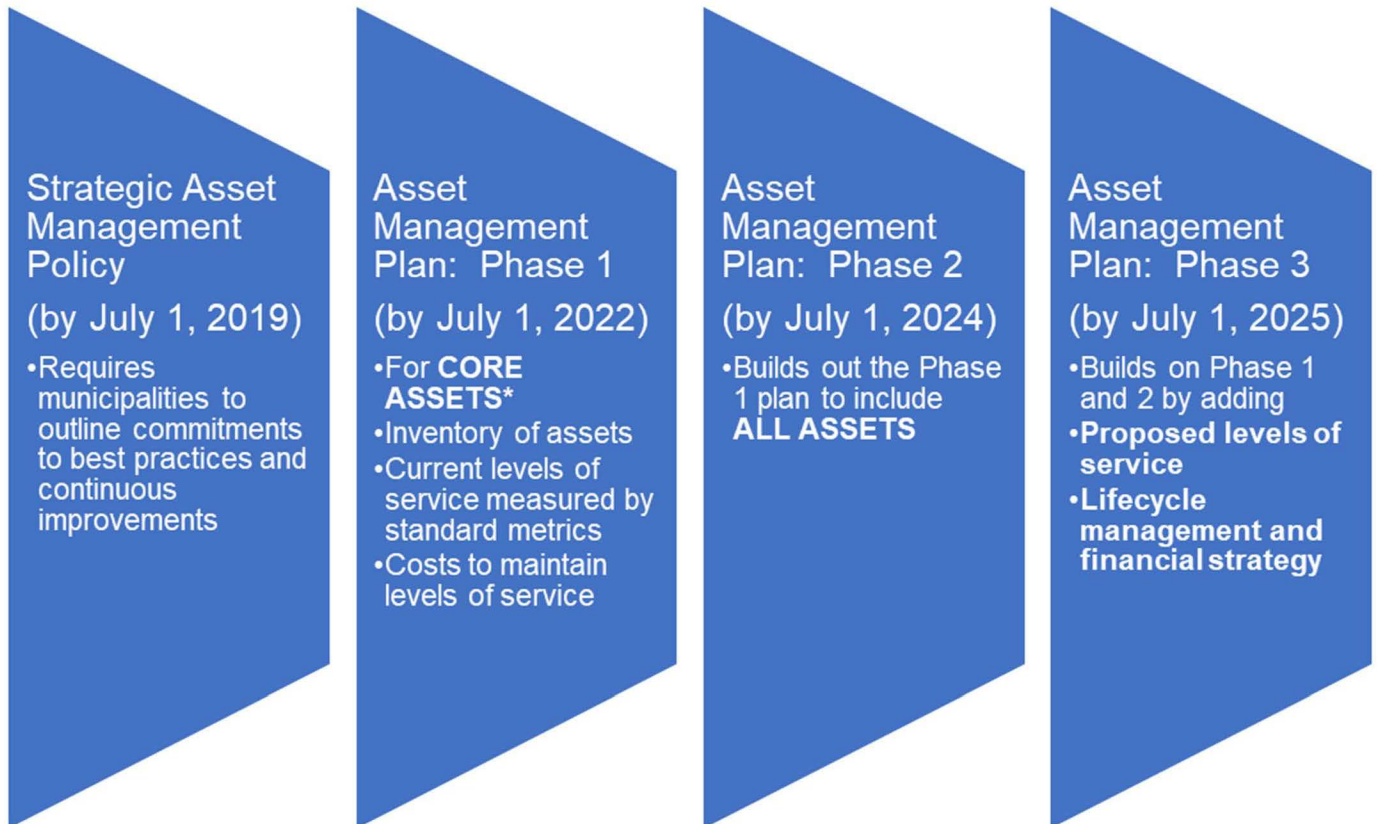 Strategic Asset
Management
Policy
(by July 1, 2019)
•Requires
municipalities to
outline commitments
to best practices and
continuous
improvements
Asset
Management
Plan: Phase 1
(by July 1, 2022)
•For CORE
ASSETS*
•Inventory of assets
•Current levels of
service measured by
standard metrics
•Costs to maintain
levels of service
Asset
Management
Plan: Phase 2
(by July 1, 2024)
•Builds out the Phase
1 plan to include
ALL ASSETS
Asset
Management
Plan: Phase 3
(by July 1, 2025)
•Builds on Phase 1
and 2 by adding
•Proposed levels of
service
•Lifecycle
management and
financial strategy